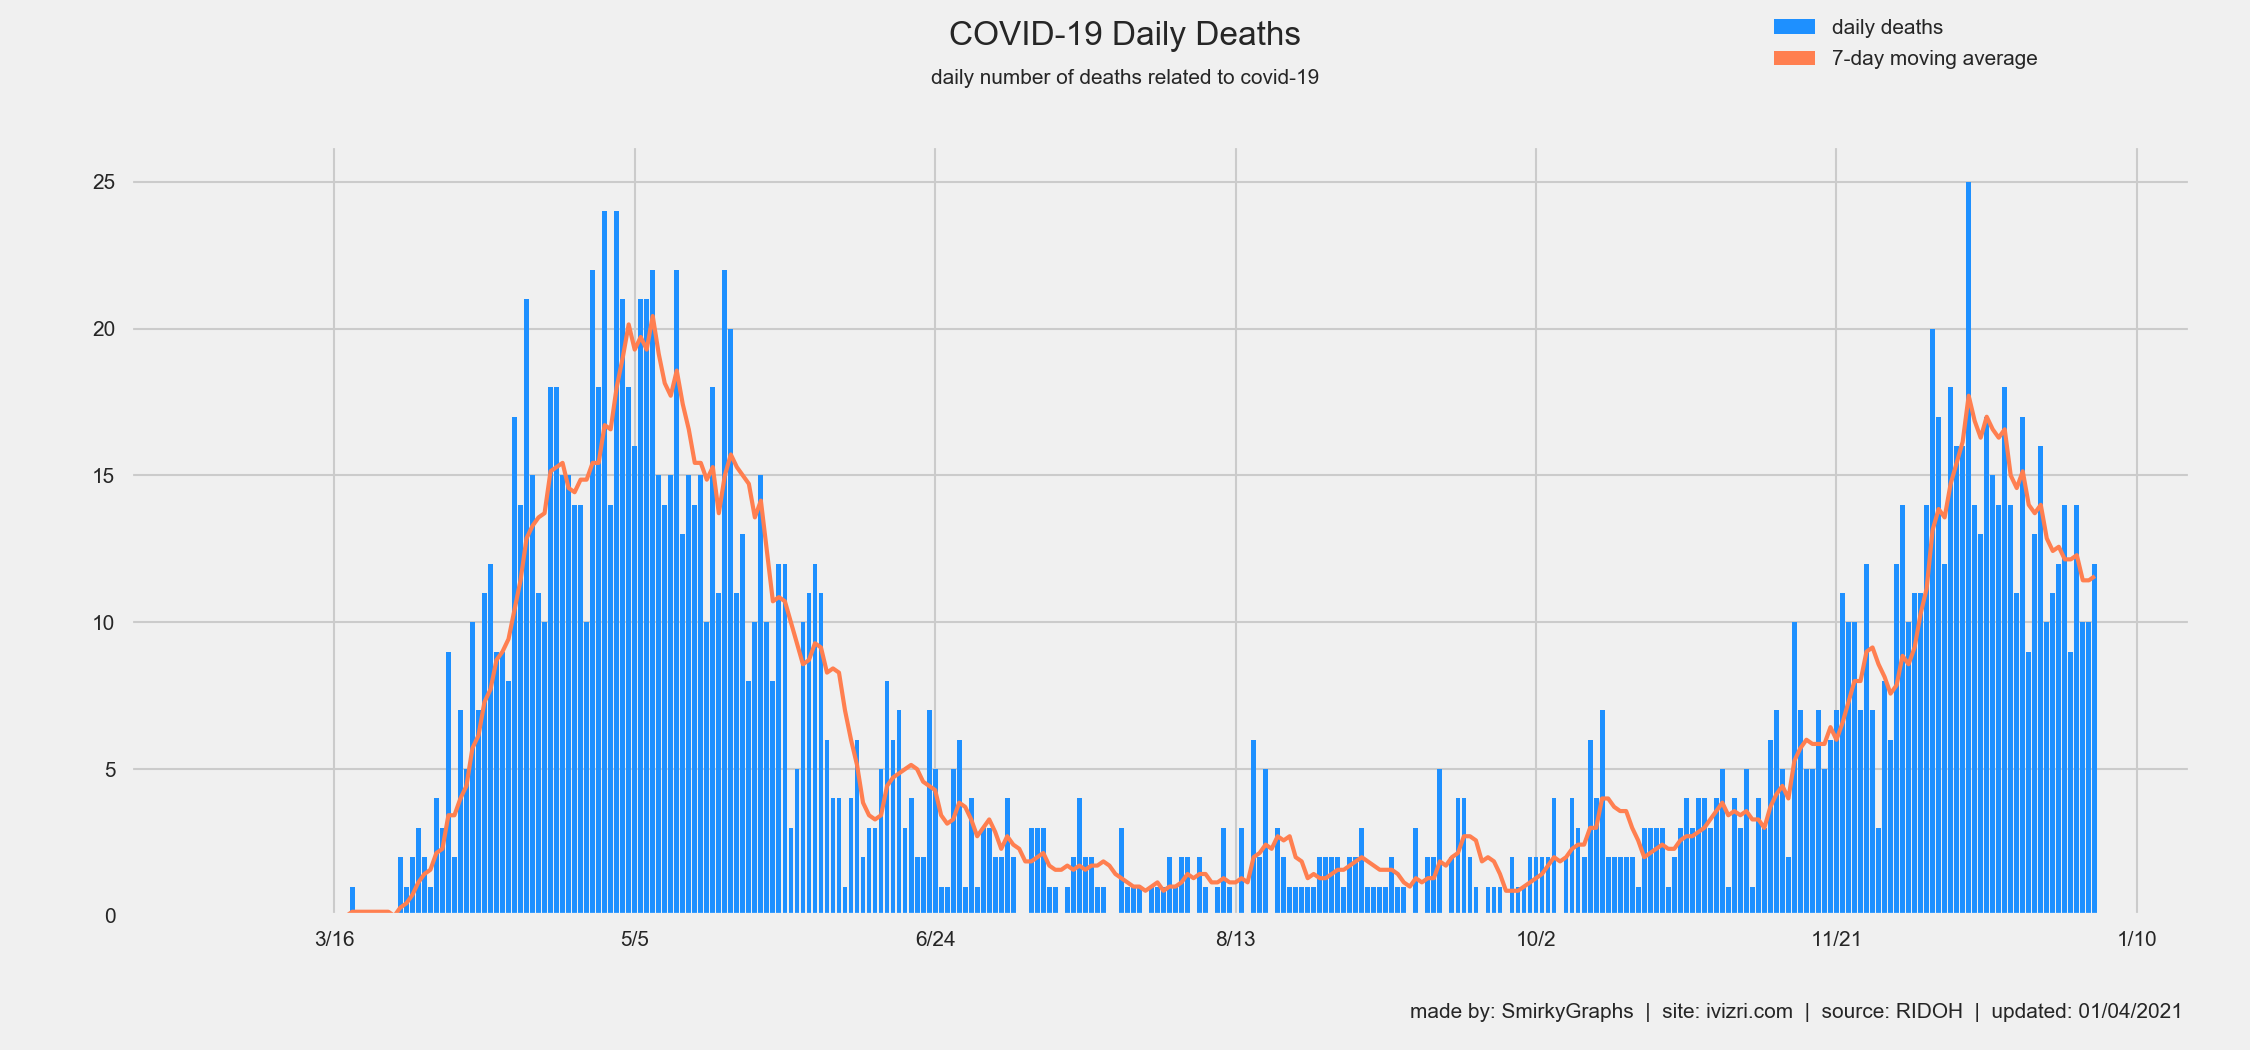 COVID-19 Daily Deaths
daily number of deaths related to covid-19
daily deaths
7-day moving average
25
20
15
10
5
0
3/16 5/5 6/24 8/13 10/2 11/21 1/10
made by: SmirkyGraphs | site: ivizri.com | source: RIDOH | updated: 01/04/2021